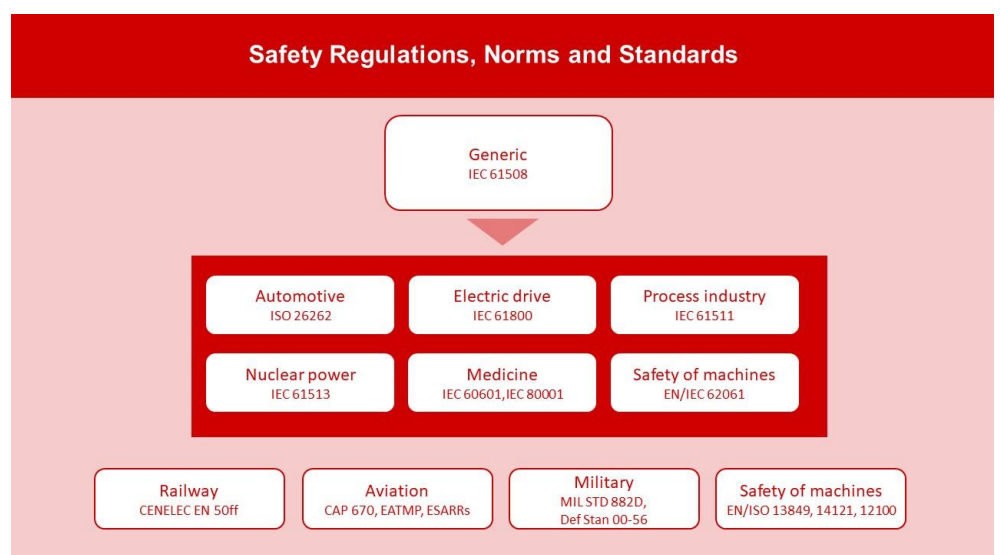 Safety Regulations, Norms and Standards
Generic
IEC 61508
Automotive
ISO 26262
Electric drive
IEC 61800
Process industry
IEC 61511
Nuclear power
IEC 61513
Medicine
IEC 60601, IEC 80001
Safety of machines
EN/IEC 62061
Railway
CENELEC EN 50ff
Aviation
CAP 670, EATMP, ESARRs
Military
MIL STD 882D,
Def Stan 00-56
Safety of machines
EN/ISO 13849, 14121, 12100